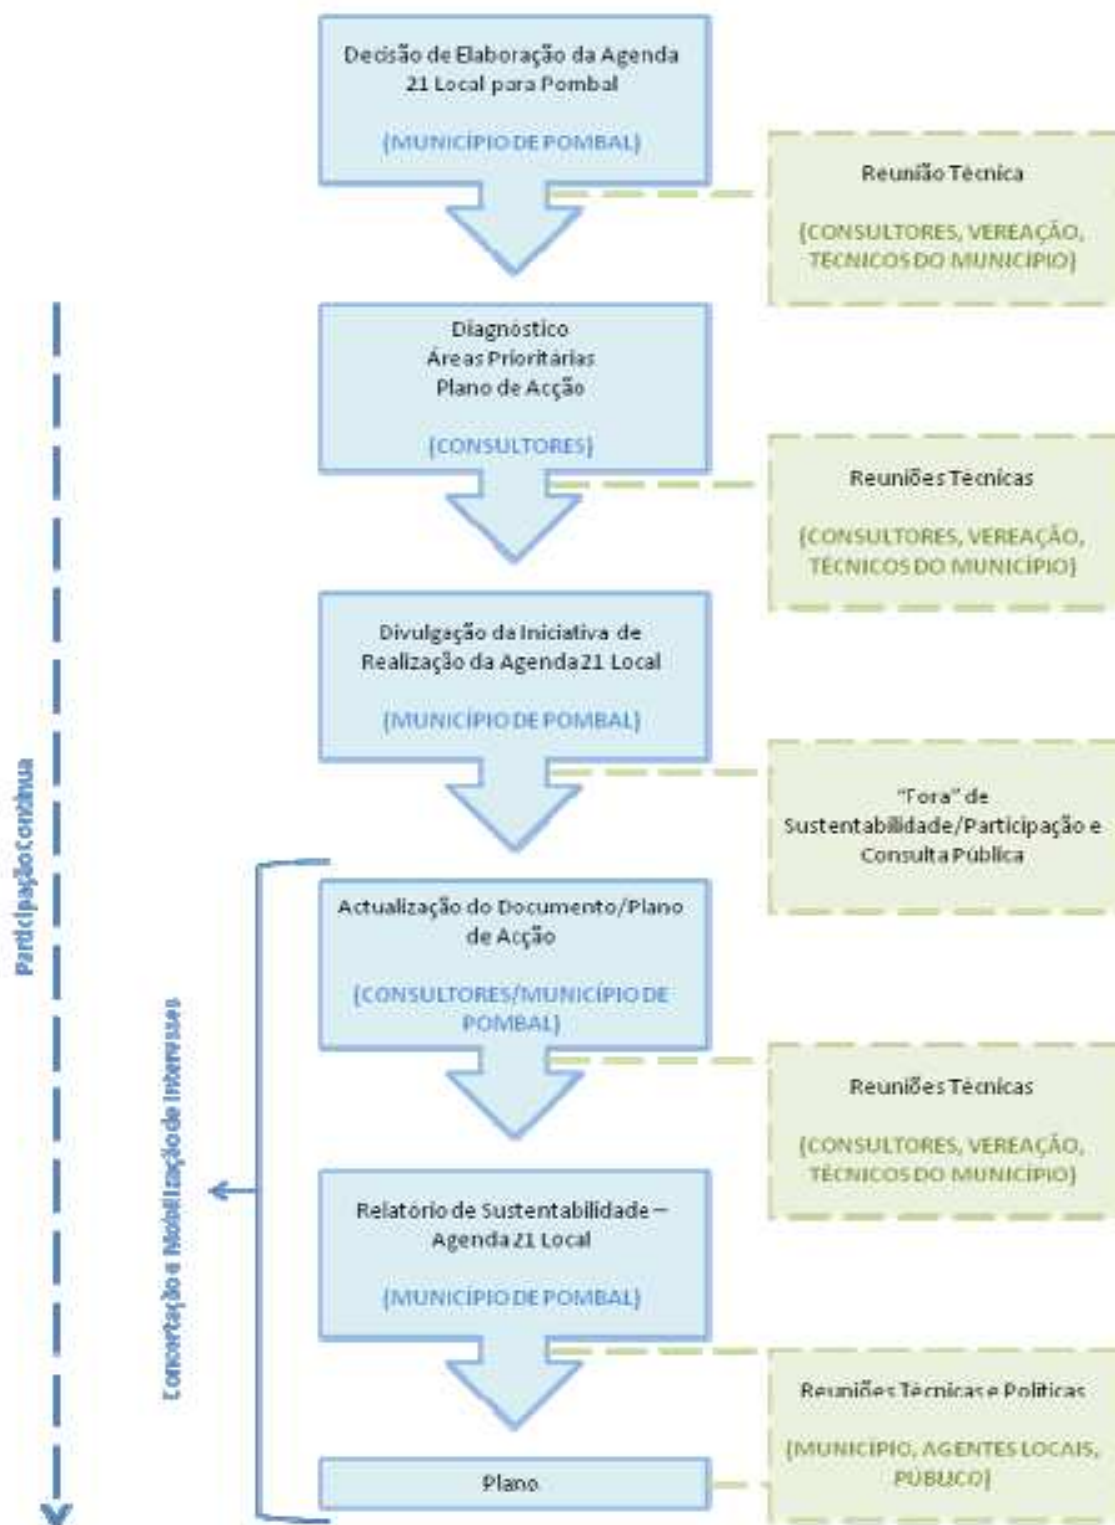 Decisão de Elaboração da Agenda
21 Local para Pombal
(MUNICÍPIO DE POMBAL)
Reunião Técnica
(CONSULTORES, VEREAÇÃO,
TÉCNICOS DO MUNICÍPIO)
Diagnóstico
Áreas Prioritárias
Plano de Acção
(CONSULTORES)
Reuniões Técnicas
(CONSULTORES, VEREAÇÃO,
TÉCNICOS DO MUNICÍPIO)
Divulgação da Iniciativa de
Realização da Agenda 21 Local
(MUNICÍPIO DE POMBAL)
"Fora" de
Sustentabilidade/Participação e
Consulta Pública
Participação Contínua
Actualização do Documento/Plano
de Acção
(CONSULTORES/MUNICÍPIO DE
POMBAL)
Reuniões Técnicas
(CONSULTORES, VEREAÇÃO,
TÉCNICOS DO MUNICÍPIO)
Concertação e Mobilização de Interesses
Relatório de Sustentabilidade –
Agenda 21 Local
(MUNICÍPIO DE POMBAL)
Reuniões Técnicas e Políticas
(MUNICÍPIO, AGENTES LOCAIS,
PÚBLICO)
Plano